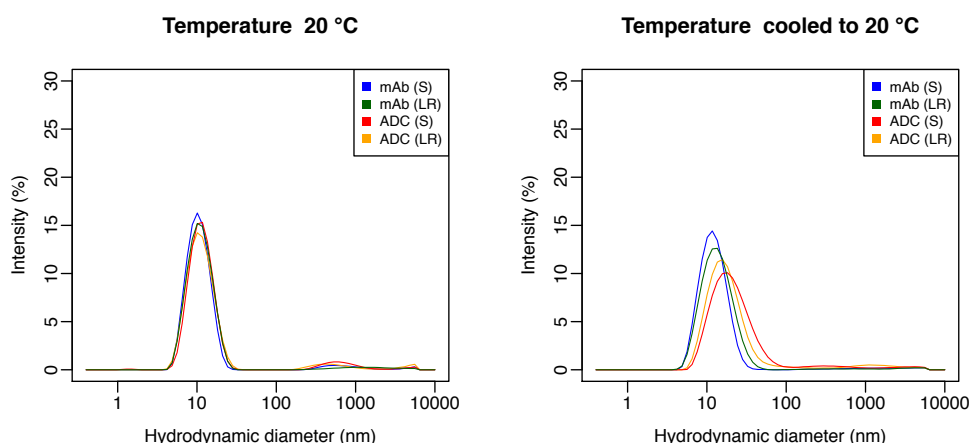 Temperature  20 °C
Intensity (%)
30
25
20
15
10
5
0
mAb (S)
mAb (LR)
ADC (S)
ADC (LR)
1
10
100
1000
10000
Hydrodynamic diameter (nm)
Temperature  cooled to 20 °C
Intensity (%)
30
25
20
15
10
5
0
mAb (S)
mAb (LR)
ADC (S)
ADC (LR)
1
10
100
1000
10000
Hydrodynamic diameter (nm)